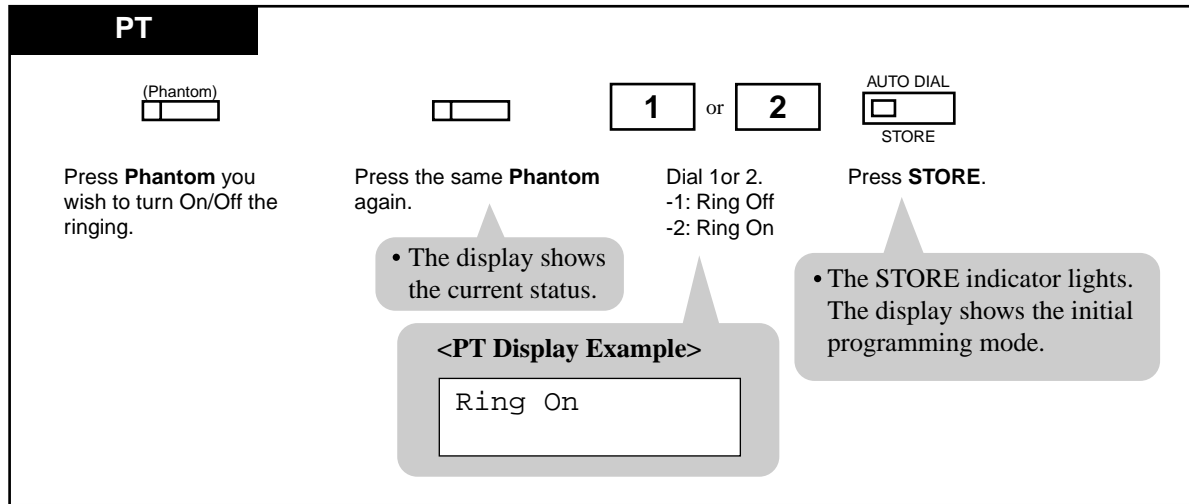 PT
(Phantom)
1 or 2
AUTO DIAL
STORE
Press Phantom you
wish to turn On/Off the
ringing.
Press the same Phantom
again.
• The display shows
the current status.
Dial 1or 2.
-1: Ring Off
-2: Ring On
<PT Display Example>
Ring On
Press STORE.
• The STORE indicator lights.
The display shows the initial
programming mode.